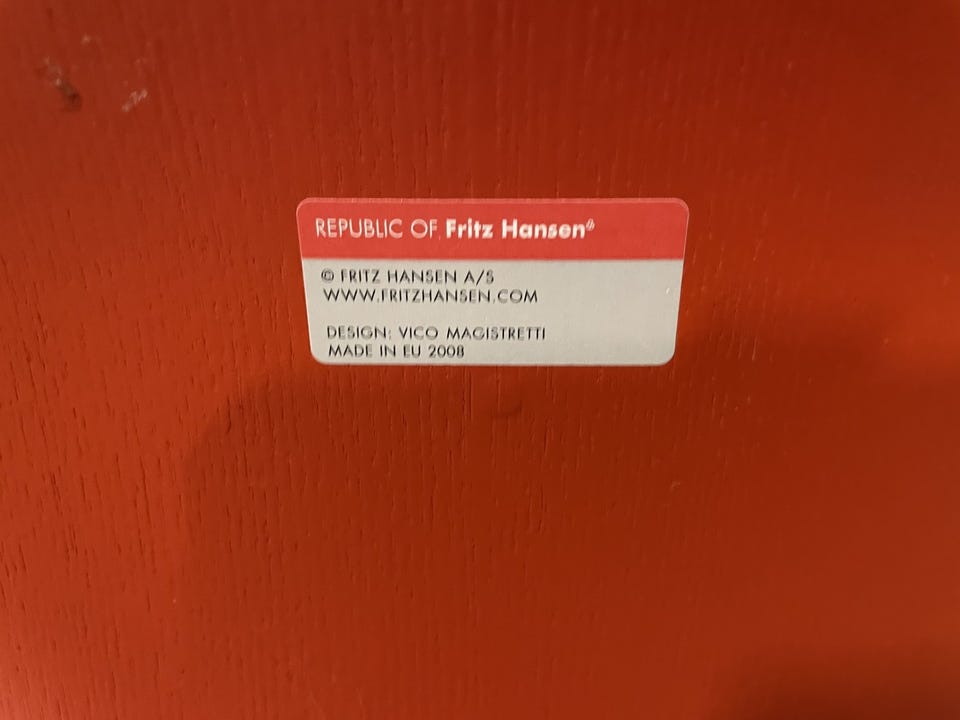 REPUBLIC OF Fritz Hansen®
© FRITZ HANSEN A/S
WWW.FRITZHANSEN.COM
DESIGN: VICO MAGISTRETTI
MADE IN EU 2008